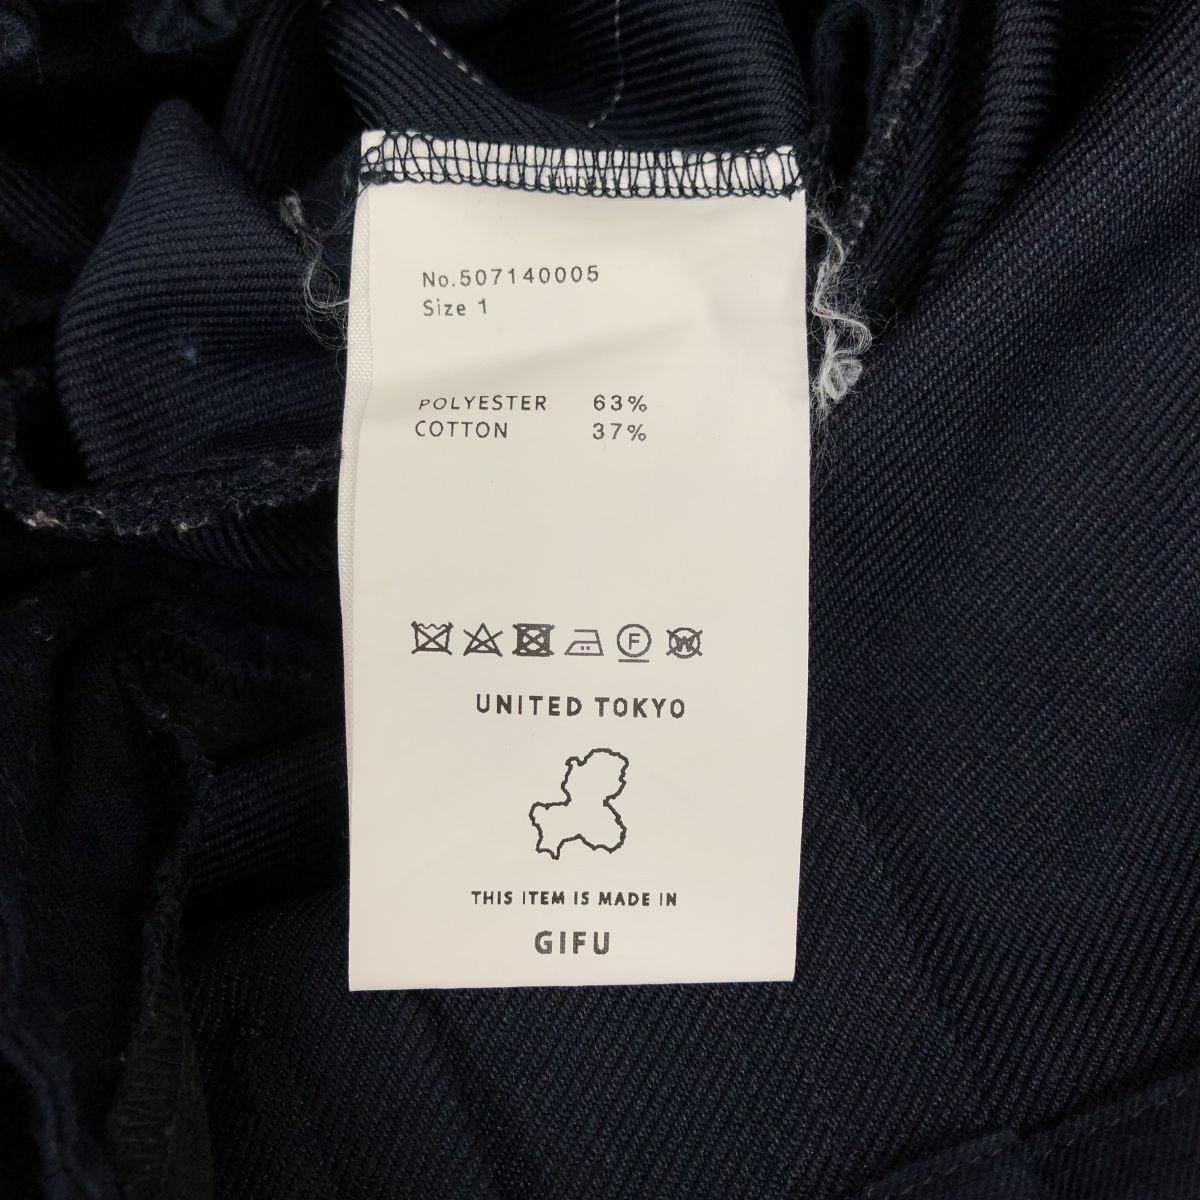 No.507140005
Size 1
POLYESTER 63%
COTTON 37%
F W
UNITED TOKYO
THIS ITEM IS MADE IN
GIFU